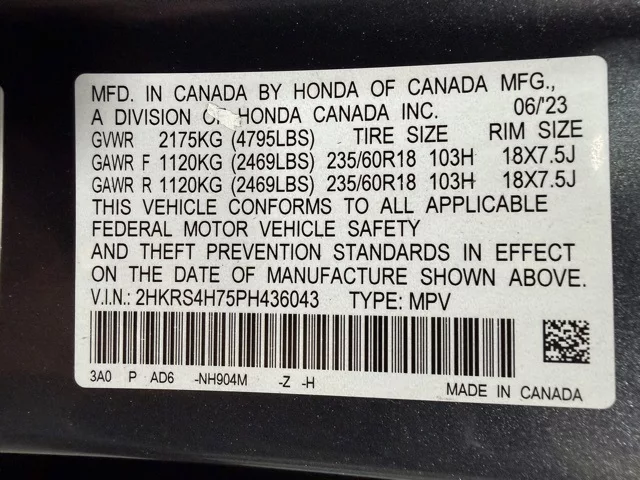 MFD. IN CANADA BY HONDA OF CANADA MFG.,
A DIVISION OF HONDA CANADA INC. 06/'23
GVWR 2175KG (4795LBS) TIRE SIZE RIM SIZE
GAWR F 1120KG (2469LBS) 235/60R18 103H 18X7.5J
GAWR R 1120KG (2469LBS) 235/60R18 103H 18X7.5J
THIS VEHICLE CONFORMS TO ALL APPLICABLE
FEDERAL MOTOR VEHICLE SAFETY
AND THEFT PREVENTION STANDARDS IN EFFECT
ON THE DATE OF MANUFACTURE SHOWN ABOVE.
V.I.N.: 2HKRS4H75PH436043 TYPE: MPV
3A0 P AD6 -NH904M -Z -H
MADE IN CANADA